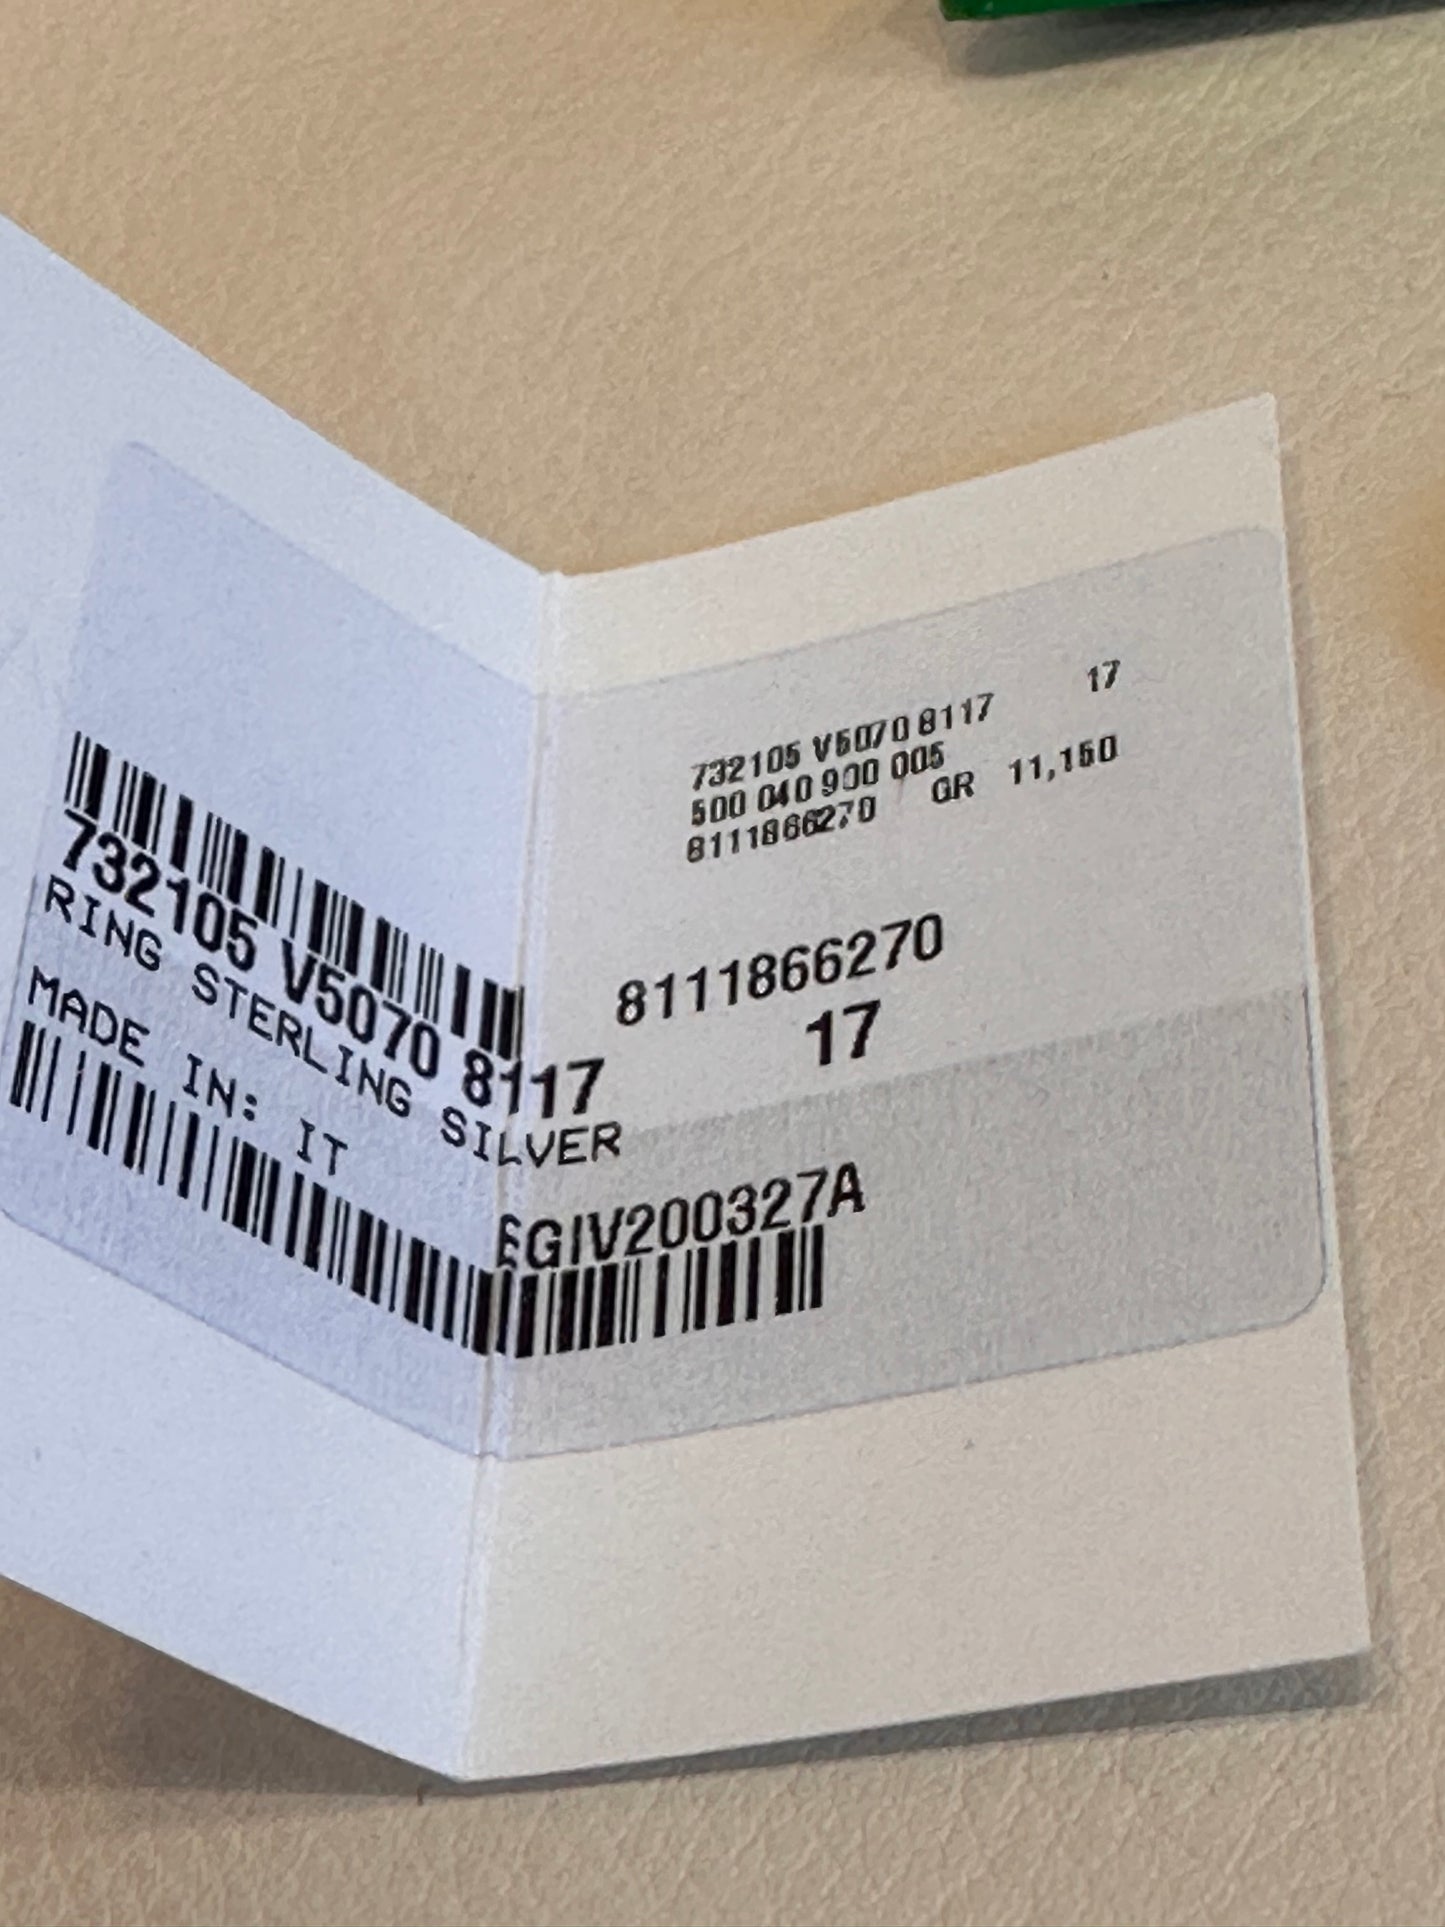 732105 V5070 8117 17
500 040 900 005
8111866270 GR 11,150
8111866270
17
732105 V5070 8117
RING STERLING SILVER
MADE IN: IT
EGIV200327A